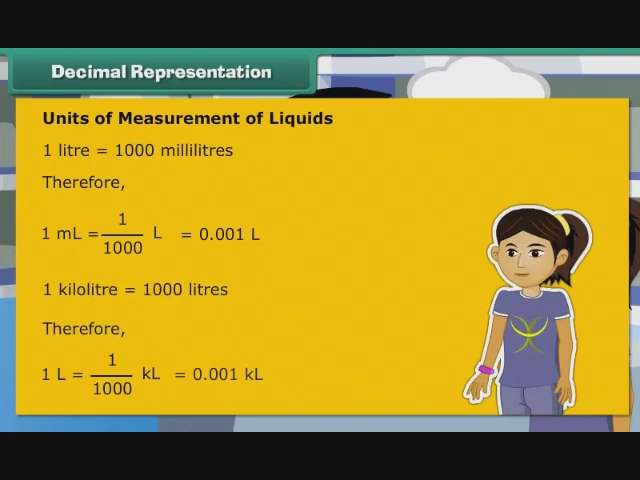 Decimal Representation
Units of Measurement of Liquids
1 litre = 1000 millilitres
Therefore,
1 mL = 1/1000 L = 0.001 L
1 kilolitre = 1000 litres
Therefore,
1 L = 1/1000 kL = 0.001 kL